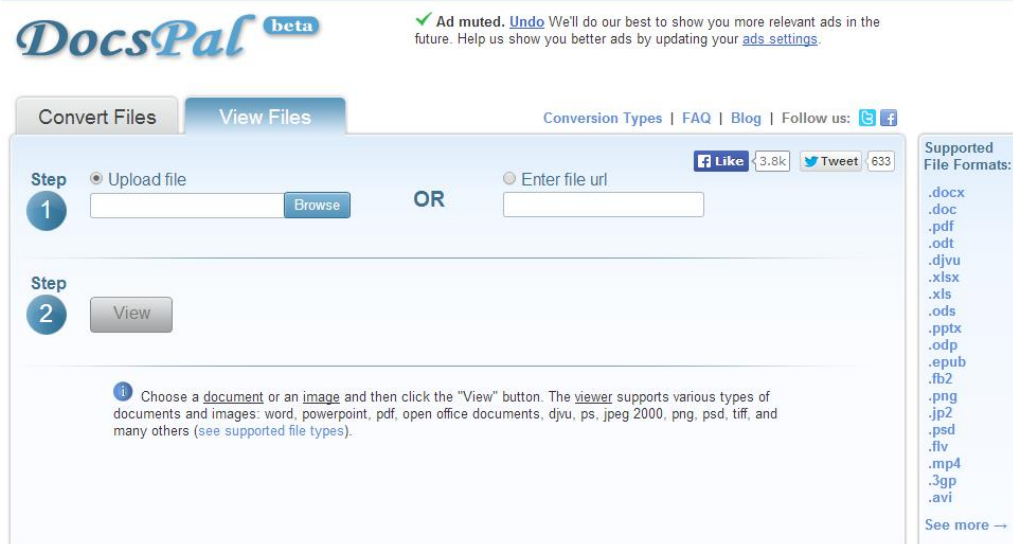 DocsPal beta
Ad muted. Undo We'll do our best to show you more relevant ads in the
future. Help us show you better ads by updating your ads settings.
Convert Files
View Files
Conversion Types | FAQ | Blog | Follow us:
Like 3.8k Tweet 633
Step
1
Upload file
Browse
OR
Enter file url
Step
2
View
Choose a document or an image and then click the "View" button. The viewer supports various types of
documents and images: word, powerpoint, pdf, open office documents, djvu, ps, jpeg 2000, png, psd, tiff, and
many others (see supported file types).
Supported
File Formats:
.docx
.doc
.pdf
.odt
.djvu
.xlsx
.xls
.ods
.pptx
.odp
.epub
.fb2
.png
.jp2
.psd
.flv
.mp4
.3gp
.avi
See more →